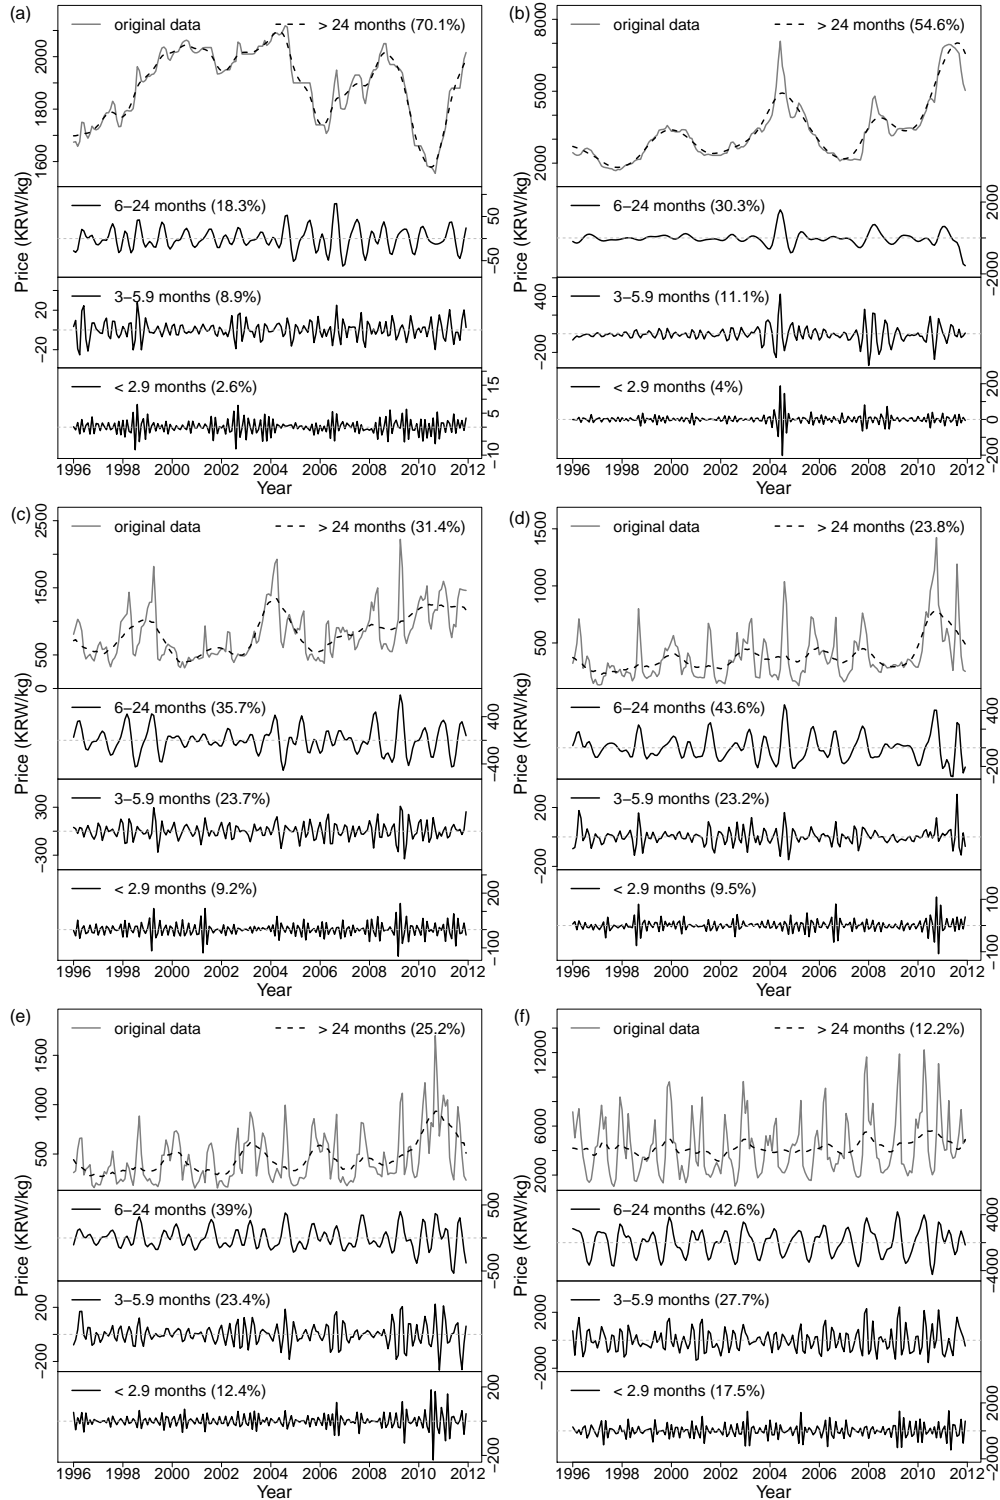 (a)
original data > 24 months (70.1%)
1600 1800 2000
6−24 months (18.3%)
−50 50
3−5.9 months (8.9%)
−20 20
< 2.9 months (2.6%)
−10 5 15
Price (KRW/kg)
1996 1998 2000 2002 2004 2006 2008 2010 2012
Year
(b)
original data > 24 months (54.6%)
2000 5000 8000
6−24 months (30.3%)
−2000 2000
3−5.9 months (11.1%)
−200 400
< 2.9 months (4%)
−200 0 200
Price (KRW/kg)
1996 1998 2000 2002 2004 2006 2008 2010 2012
Year
(c)
original data > 24 months (31.4%)
0 500 1500 2500
6−24 months (35.7%)
−400 400
3−5.9 months (23.7%)
−300 300
< 2.9 months (9.2%)
−100 200
Price (KRW/kg)
1996 1998 2000 2002 2004 2006 2008 2010 2012
Year
(d)
original data > 24 months (23.8%)
500 1000 1500
6−24 months (43.6%)
−200 400
3−5.9 months (23.2%)
−200 200
< 2.9 months (9.5%)
−100 100
Price (KRW/kg)
1996 1998 2000 2002 2004 2006 2008 2010 2012
Year
(e)
original data > 24 months (25.2%)
500 1000 1500
6−24 months (39%)
−500 500
3−5.9 months (23.4%)
−200 200
< 2.9 months (12.4%)
−200 200
Price (KRW/kg)
1996 1998 2000 2002 2004 2006 2008 2010 2012
Year
(f)
original data > 24 months (12.2%)
2000 6000 12000
6−24 months (42.6%)
−4000 4000
3−5.9 months (27.7%)
−2000 2000
< 2.9 months (17.5%)
−2000 2000
Price (KRW/kg)
1996 1998 2000 2002 2004 2006 2008 2010 2012
Year